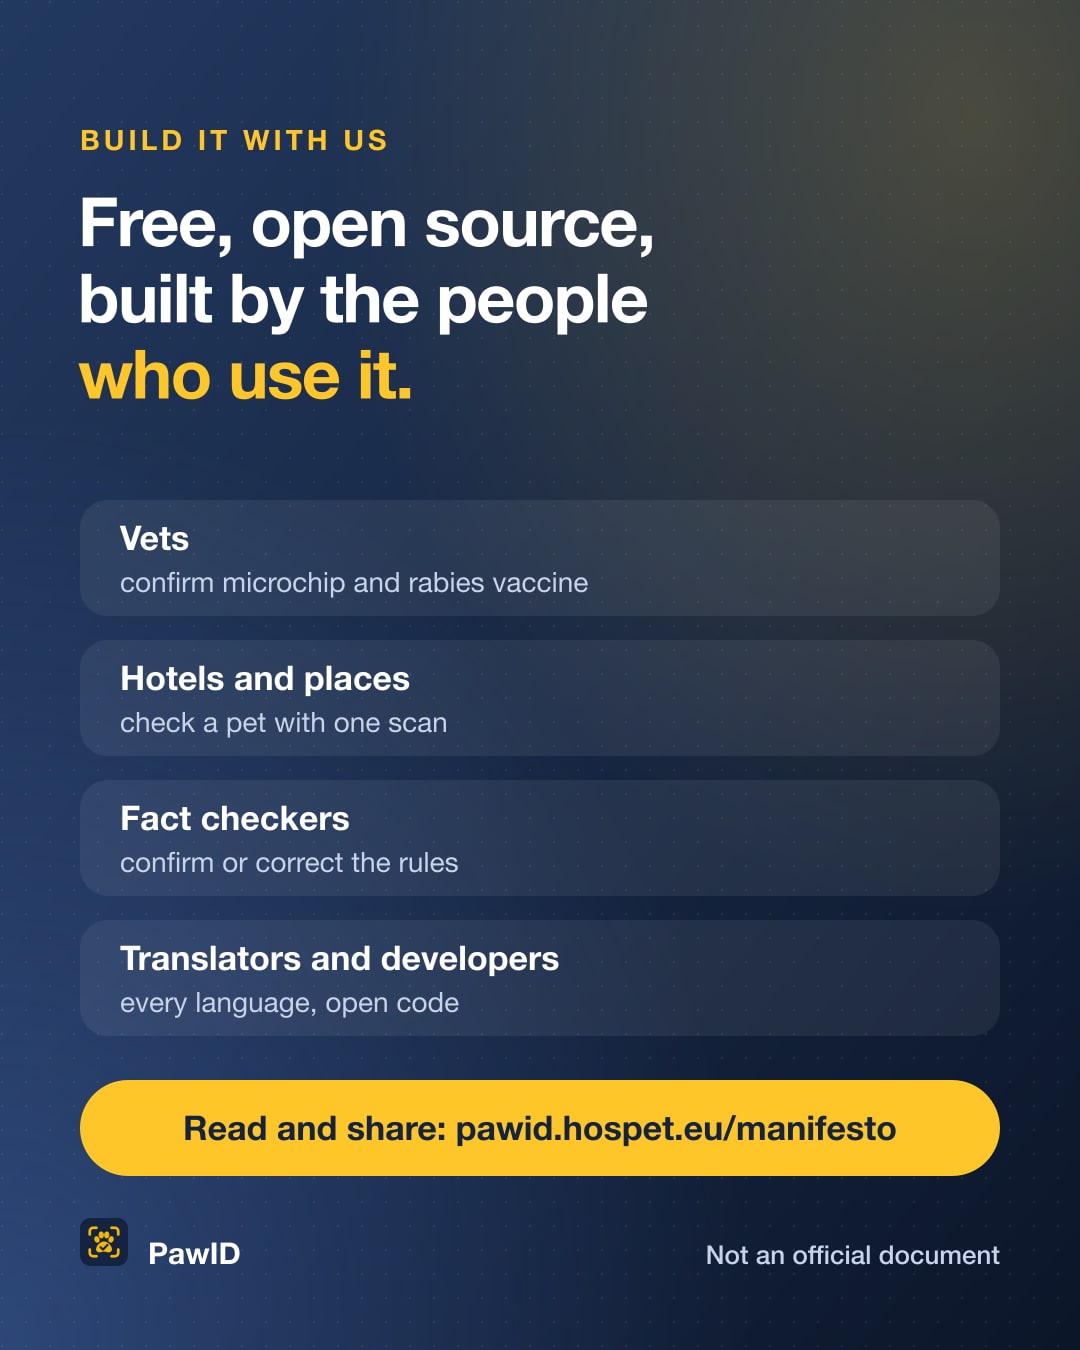 BUILD IT WITH US
Free, open source,
built by the people
who use it.
Vets
confirm microchip and rabies vaccine
Hotels and places
check a pet with one scan
Fact checkers
confirm or correct the rules
Translators and developers
every language, open code
Read and share: pawid.hospet.eu/manifesto
PawID
Not an official document